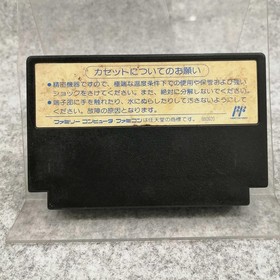 カセットについてのお願い
●精密機器ですので、極端な温度条件下での使用や保管および強い
ショックをさけてください。また、絶対に分解しないでください。
●端子部に手を触れたり、水にぬらしたりして汚さないようにして
ください。故障の原因となります。
ファミリーコンピュータ ファミコンは任天堂の商標です。